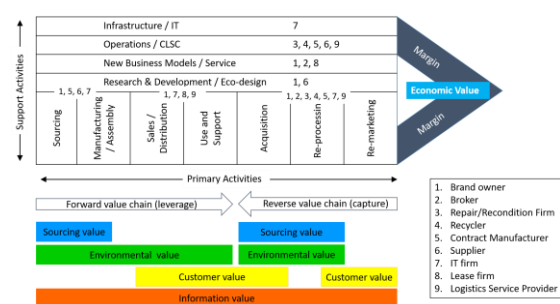 Infrastructure / IT 7
Operations / CLSC 3, 4, 5, 6, 9
New Business Models / Service 1, 2, 8
Research & Development / Eco-design 1, 6
Support Activities
1, 5, 6, 7
1, 7, 8, 9
1, 2, 3, 4, 5, 7, 9
Sourcing
Manufacturing
/ Assembly
Sales /
Distribution
Use and
Support
Acquisition
Re-processin
Re-marketing
Margin
Economic Value
Margin
Primary Activities
Forward value chain (leverage)
Reverse value chain (capture)
Sourcing value
Sourcing value
Environmental value
Environmental value
Customer value
Customer value
Information value
1. Brand owner
2. Broker
3. Repair/Recondition Firm
4. Recycler
5. Contract Manufacturer
6. Supplier
7. IT firm
8. Lease firm
9. Logistics Service Provider